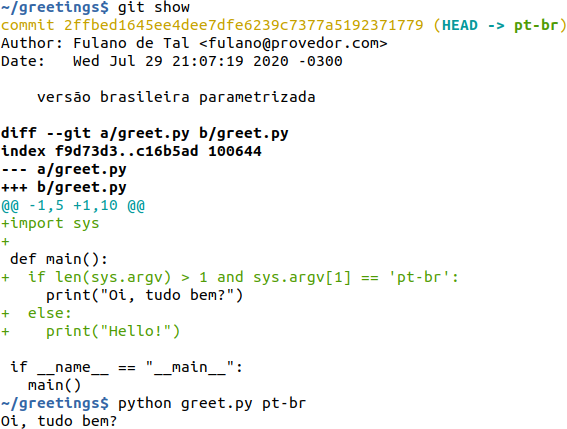 ~/greetings$ git show
commit 2ffbed1645ee4dee7dfe6239c7377a5192371779 (HEAD -> pt-br)
Author: Fulano de Tal <fulano@provedor.com>
Date:   Wed Jul 29 21:07:19 2020 -0300

    versão brasileira parametrizada

diff --git a/greet.py b/greet.py
index f9d73d3..c16b5ad 100644
--- a/greet.py
+++ b/greet.py
@@ -1,5 +1,10 @@
+import sys
+
 def main():
+  if len(sys.argv) > 1 and sys.argv[1] == 'pt-br':
     print("Oi, tudo bem?")
+  else:
+    print("Hello!")

 if __name__ == "__main__":
   main()
~/greetings$ python greet.py pt-br
Oi, tudo bem?